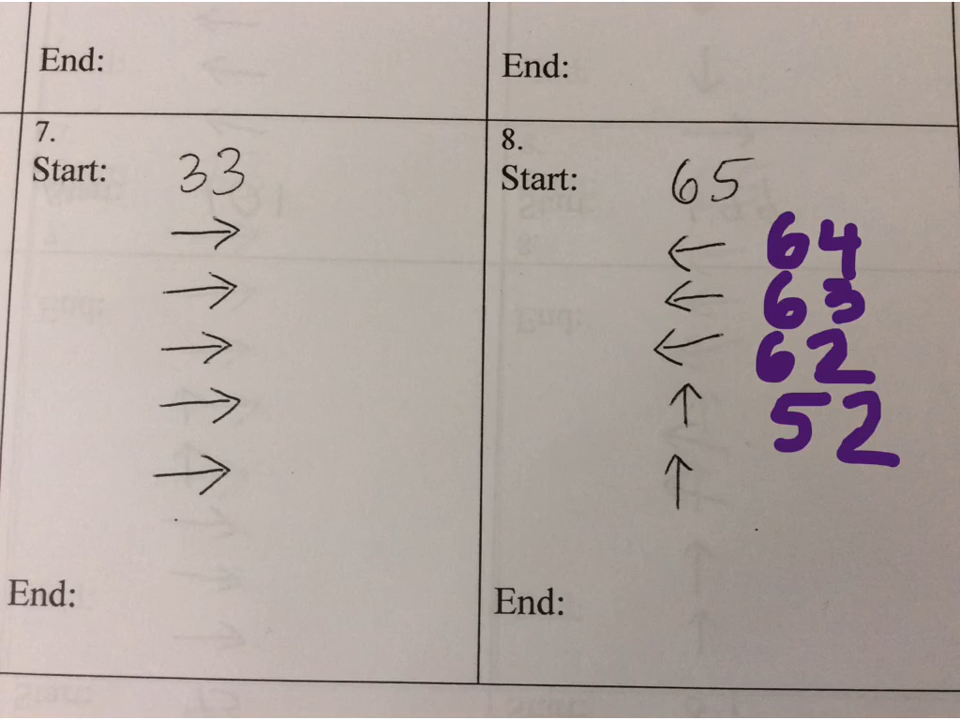 End:
End:
7.
Start: 33
→
→
→
→
→
End:
8.
Start: 65
← 64
← 63
← 62
↑ 52
↑
End: